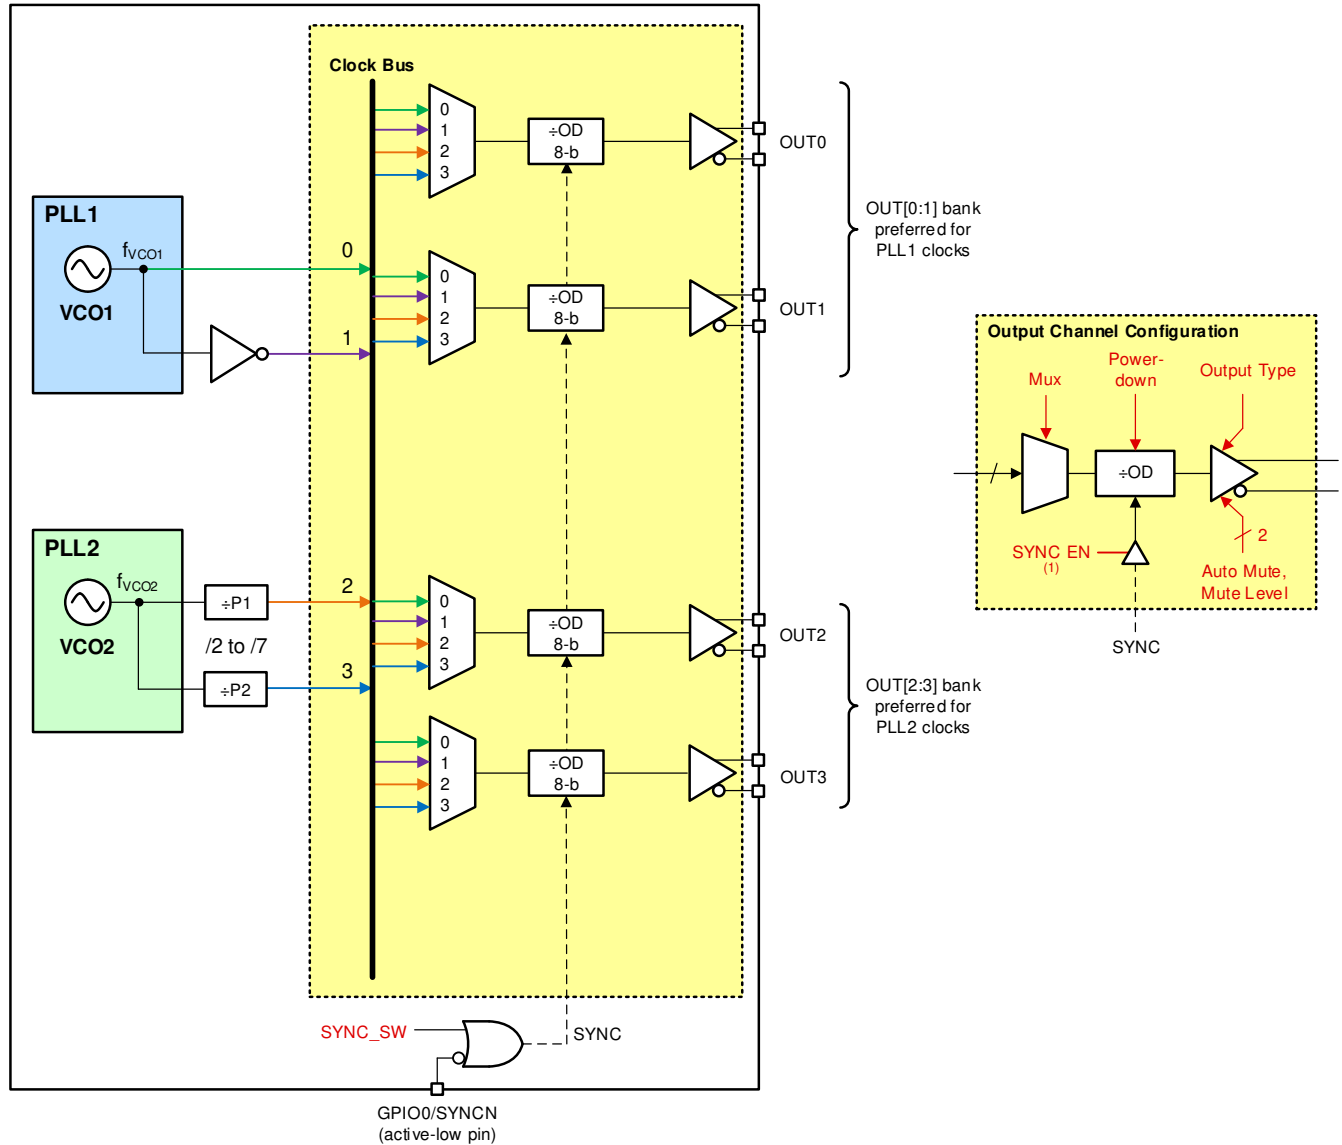 Clock Bus
0
1
2
3
÷OD
8-b
OUT0
PLL1
fVCO1
VCO1
0
1
0
1
2
3
÷OD
8-b
OUT1
OUT[0:1] bank
preferred for
PLL1 clocks
PLL2
fVCO2
VCO2
÷P1
/2 to /7
÷P2
2
3
0
1
2
3
÷OD
8-b
OUT2
0
1
2
3
÷OD
8-b
OUT3
OUT[2:3] bank
preferred for
PLL2 clocks
SYNC_SW
SYNC
GPIO0/SYNCN
(active-low pin)
Output Channel Configuration
Mux
Power-
down
Output Type
÷OD
SYNC EN
(1)
2
Auto Mute,
Mute Level
SYNC